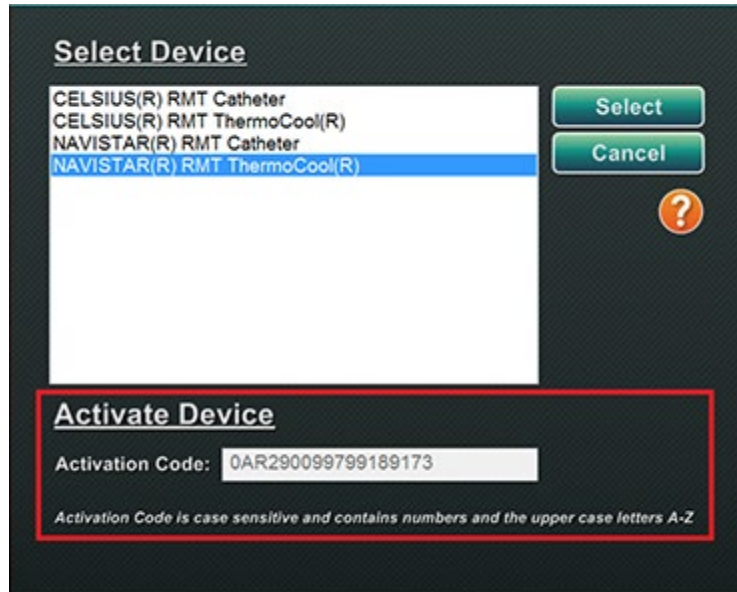 Select Device
CELSIUS(R) RMT Catheter
CELSIUS(R) RMT ThermoCool(R)
NAVISTAR(R) RMT Catheter
NAVISTAR(R) RMT ThermoCool(R)
Select
Cancel
?
Activate Device
Activation Code: 0AR290099799189173
Activation Code is case sensitive and contains numbers and the upper case letters A-Z